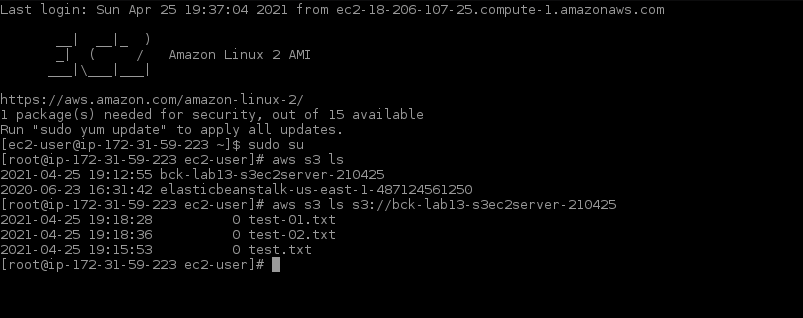 Last login: Sun Apr 25 19:37:04 2021 from ec2-18-206-107-25.compute-1.amazonaws.com
       __|  __|_  )
       _|  (     /   Amazon Linux 2 AMI
      ___|\___|___|
https://aws.amazon.com/amazon-linux-2/
1 package(s) needed for security, out of 15 available
Run "sudo yum update" to apply all updates.
[ec2-user@ip-172-31-59-223 ~]$ sudo su
[root@ip-172-31-59-223 ec2-user]# aws s3 ls
2021-04-25 19:12:55 bck-lab13-s3ec2server-210425
2020-06-23 16:31:42 elasticbeanstalk-us-east-1-487124561250
[root@ip-172-31-59-223 ec2-user]# aws s3 ls s3://bck-lab13-s3ec2server-210425
2021-04-25 19:18:28          0 test-01.txt
2021-04-25 19:18:36          0 test-02.txt
2021-04-25 19:15:53          0 test.txt
[root@ip-172-31-59-223 ec2-user]#